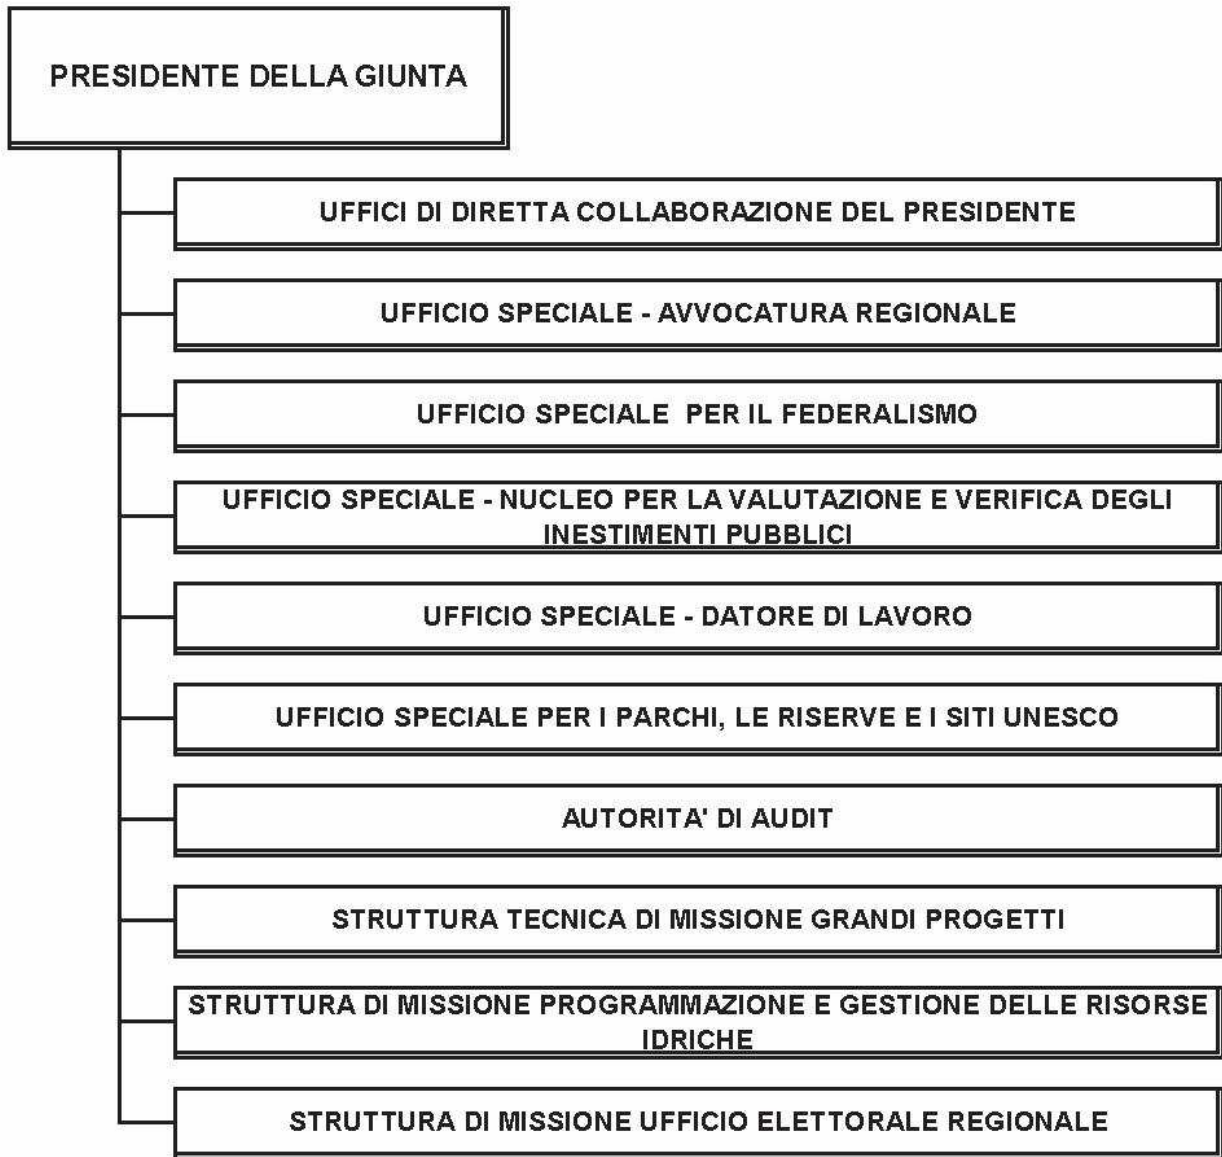 PRESIDENTE DELLA GIUNTA
UFFICI DI DIRETTA COLLABORAZIONE DEL PRESIDENTE
UFFICIO SPECIALE - AVVOCATURA REGIONALE
UFFICIO SPECIALE PER IL FEDERALISMO
UFFICIO SPECIALE - NUCLEO PER LA VALUTAZIONE E VERIFICA DEGLI
INESTIMENTI PUBBLICI
UFFICIO SPECIALE - DATORE DI LAVORO
UFFICIO SPECIALE PER I PARCHI, LE RISERVE E I SITI UNESCO
AUTORITA' DI AUDIT
STRUTTURA TECNICA DI MISSIONE GRANDI PROGETTI
STRUTTURA DI MISSIONE PROGRAMMAZIONE E GESTIONE DELLE RISORSE
IDRICHE
STRUTTURA DI MISSIONE UFFICIO ELETTORALE REGIONALE